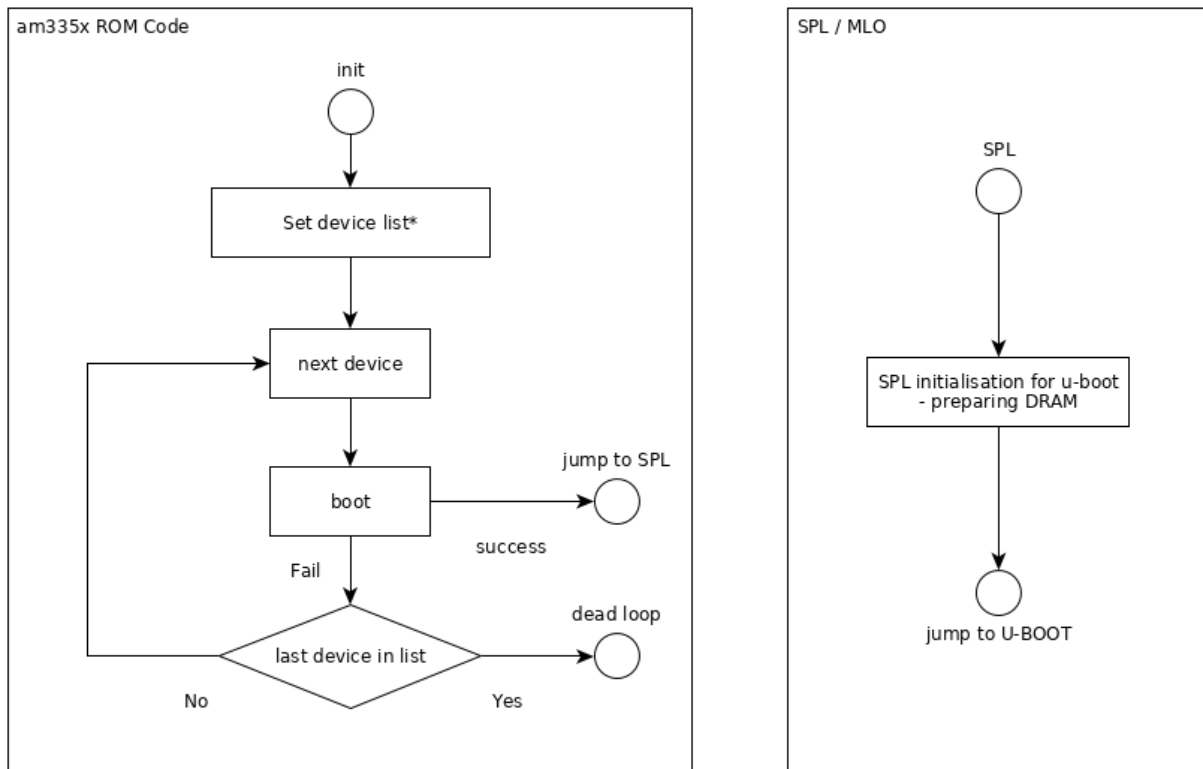 am335x ROM Code
init
Set device list*
next device
boot
jump to SPL
success
Fail
dead loop
last device in list
No
Yes
SPL / MLO
SPL
SPL initialisation for u-boot
- preparing DRAM
jump to U-BOOT